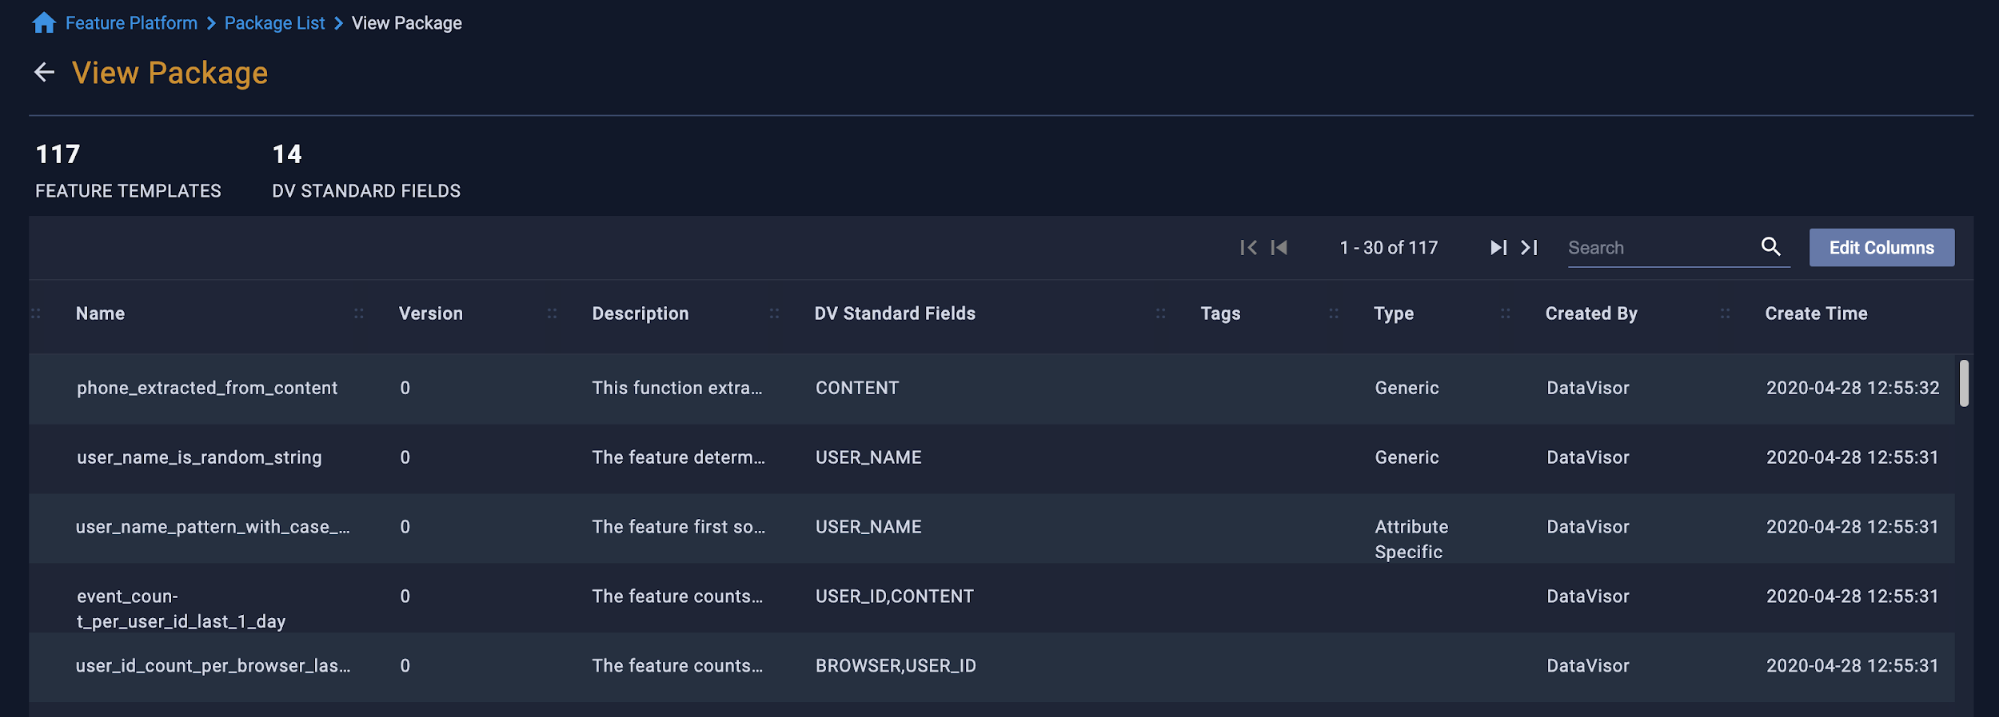 Feature Platform > Package List > View Package
View Package
117 14
FEATURE TEMPLATES DV STANDARD FIELDS
1 - 30 of 117 Search Edit Columns
Name Version Description DV Standard Fields Tags Type Created By Create Time
phone_extracted_from_content 0 This function extra... CONTENT Generic DataVisor 2020-04-28 12:55:32
user_name_is_random_string 0 The feature determ... USER_NAME Generic DataVisor 2020-04-28 12:55:31
user_name_pattern_with_case_... 0 The feature first so... USER_NAME Attribute DataVisor 2020-04-28 12:55:31
Specific
event_coun- 0 The feature counts... USER_ID,CONTENT DataVisor 2020-04-28 12:55:31
t_per_user_id_last_1_day
user_id_count_per_browser_las... 0 The feature counts... BROWSER,USER_ID DataVisor 2020-04-28 12:55:31